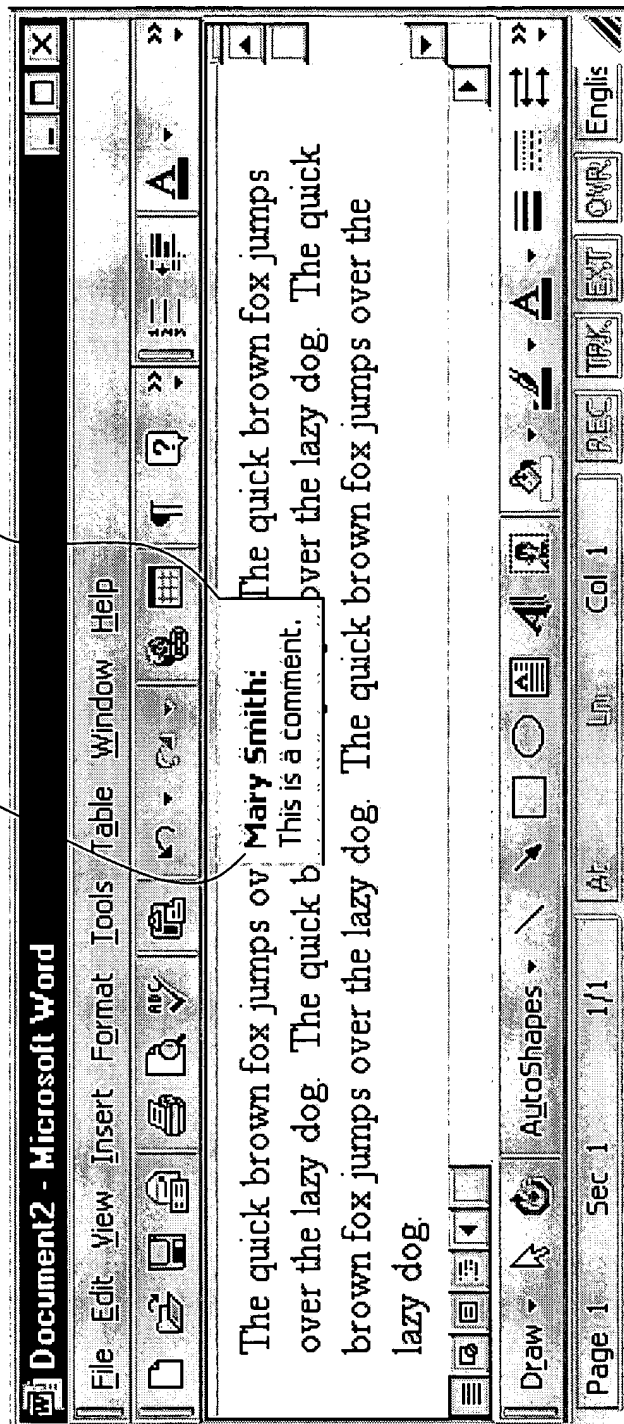 Document2 - Microsoft Word
File Edit View Insert Format Tools Table Window Help
ABC
A
The quick brown fox jumps ov The quick brown fox jumps
over the lazy dog. The quick b over the lazy dog. The quick
brown fox jumps over the lazy dog. The quick brown fox jumps over the
lazy dog.
Mary Smith:
This is a comment.
Draw AutoShapes A A
Page 1 Sec 1 1/1 At Ln Col 1 REC TRK EXT OVR Englis